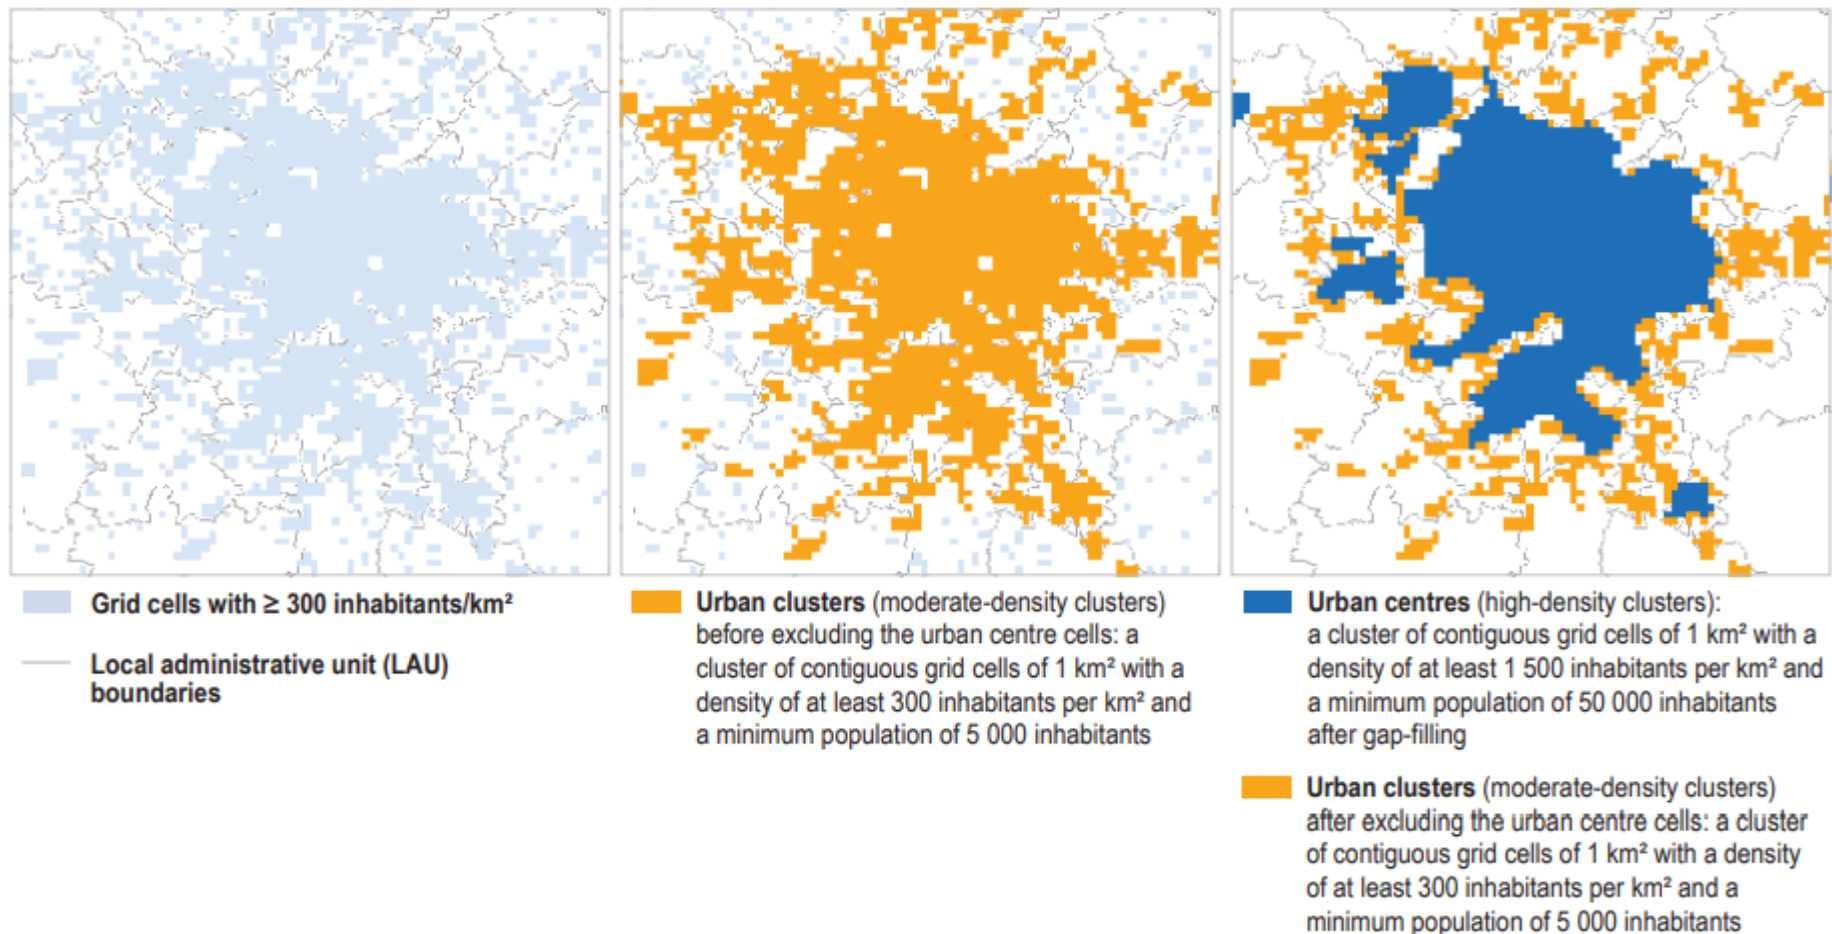 Grid cells with ≥ 300 inhabitants/km²
Local administrative unit (LAU)
boundaries
Urban clusters (moderate-density clusters)
before excluding the urban centre cells: a
cluster of contiguous grid cells of 1 km² with a
density of at least 300 inhabitants per km² and
a minimum population of 5 000 inhabitants
Urban centres (high-density clusters):
a cluster of contiguous grid cells of 1 km² with a
density of at least 1 500 inhabitants per km² and
a minimum population of 50 000 inhabitants
after gap-filling
Urban clusters (moderate-density clusters)
after excluding the urban centre cells: a cluster
of contiguous grid cells of 1 km² with a density
of at least 300 inhabitants per km² and a
minimum population of 5 000 inhabitants